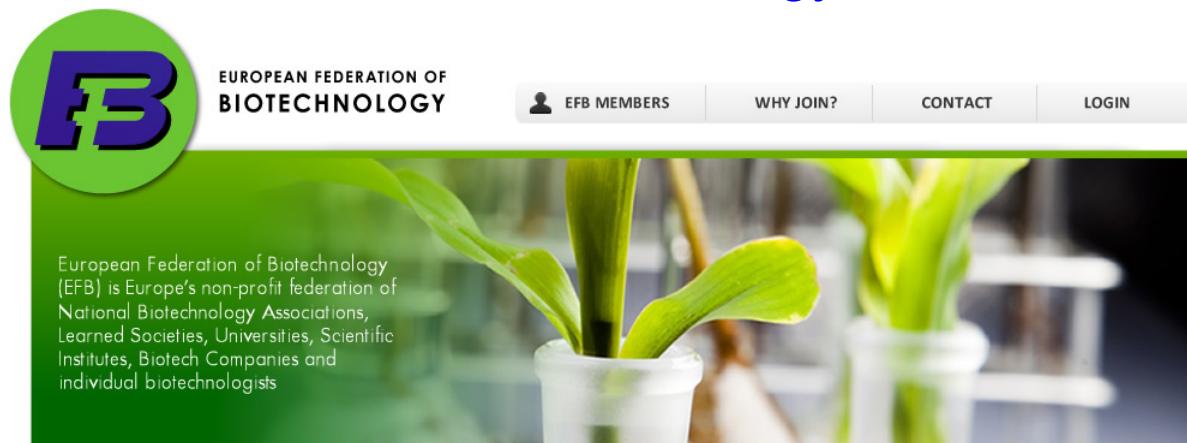 EFB
EUROPEAN FEDERATION OF
BIOTECHNOLOGY
EFB MEMBERS
WHY JOIN?
CONTACT
LOGIN
European Federation of Biotechnology
(EFB) is Europe's non-profit federation of
National Biotechnology Associations,
Learned Societies, Universities, Scientific
Institutes, Biotech Companies and
individual biotechnologists